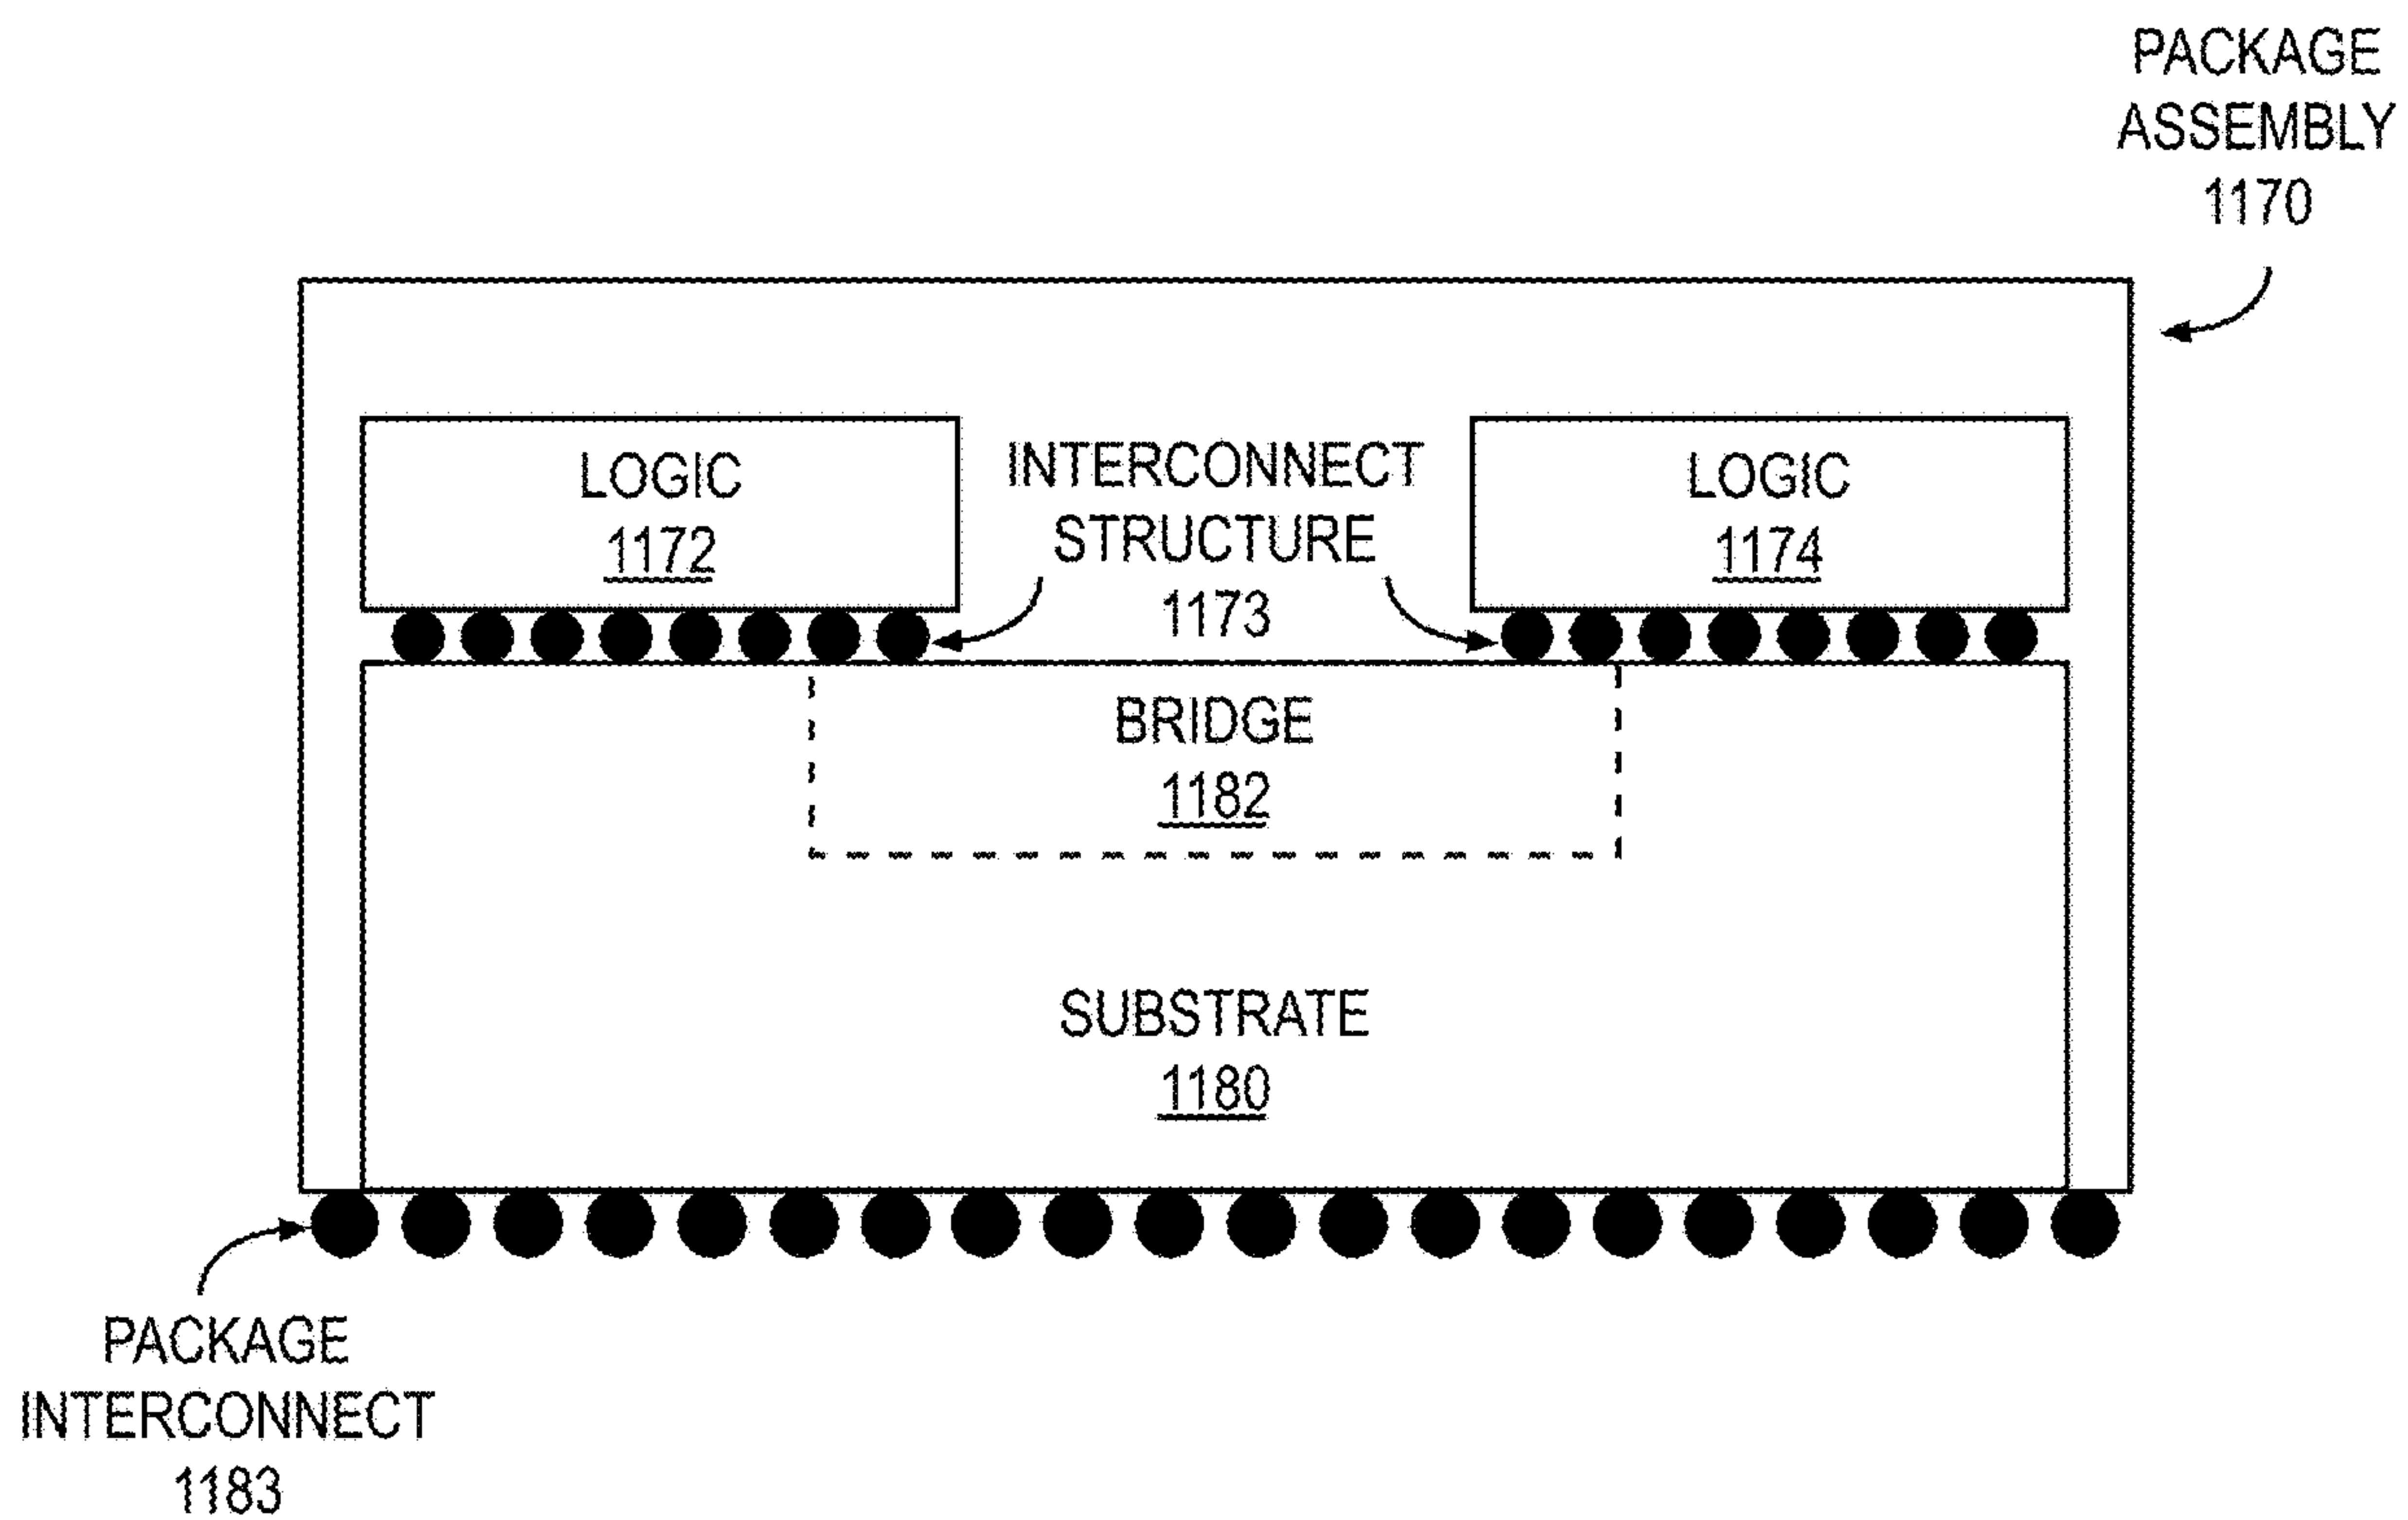 PACKAGE
ASSEMBLY
1170
LOGIC
1172
INTERCONNECT
STRUCTURE
1173
LOGIC
1174
BRIDGE
1182
SUBSTRATE
1180
PACKAGE
INTERCONNECT
1183